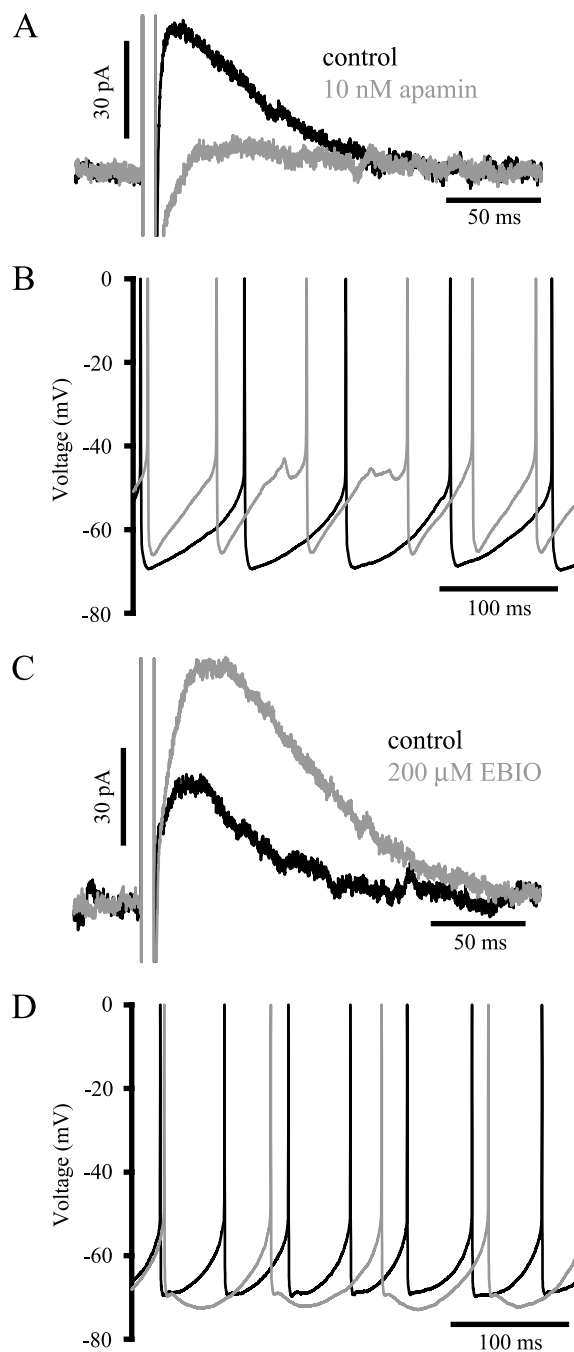 A
30 pA
control
10 nM apamin
50 ms
B
Voltage (mV)
0
-20
-40
-60
-80
100 ms
C
30 pA
control
200 μM EBIO
50 ms
D
Voltage (mV)
0
-20
-40
-60
-80
100 ms